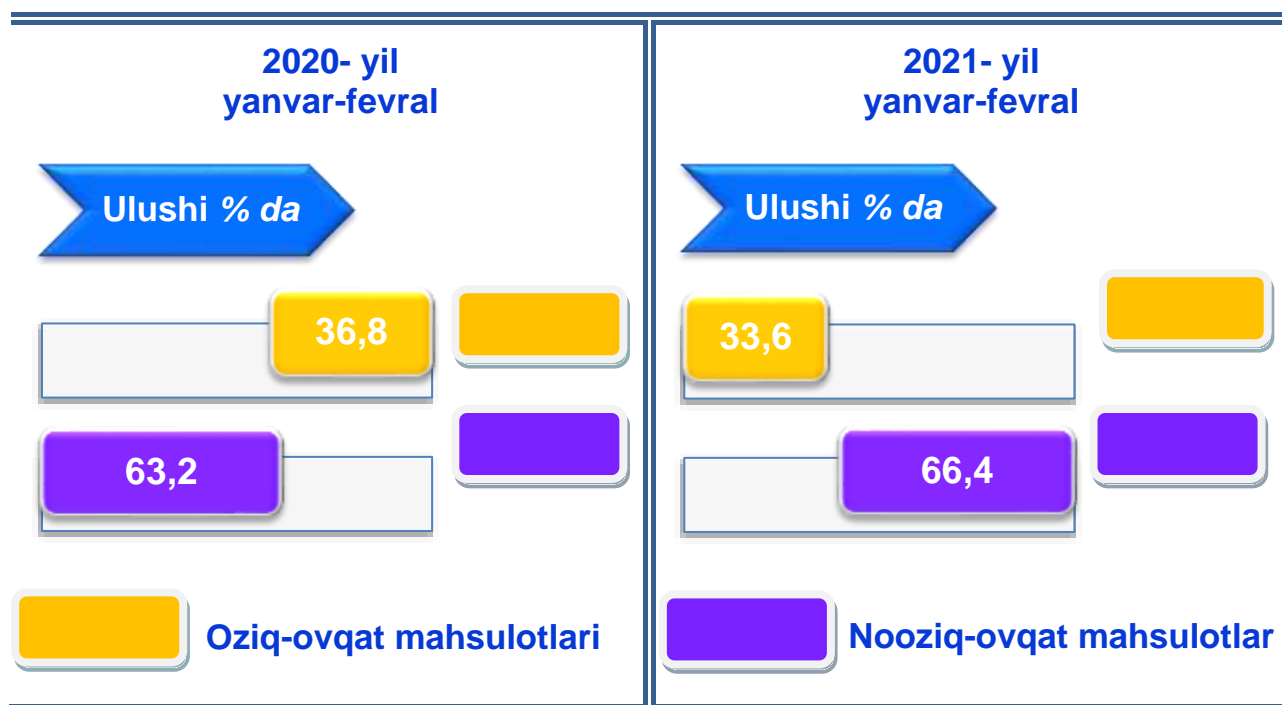 2020- yil
yanvar-fevral
Ulushi % da
36,8
63,2
Oziq-ovqat mahsulotlari
2021- yil
yanvar-fevral
Ulushi % da
33,6
66,4
Nooziq-ovqat mahsulotlar